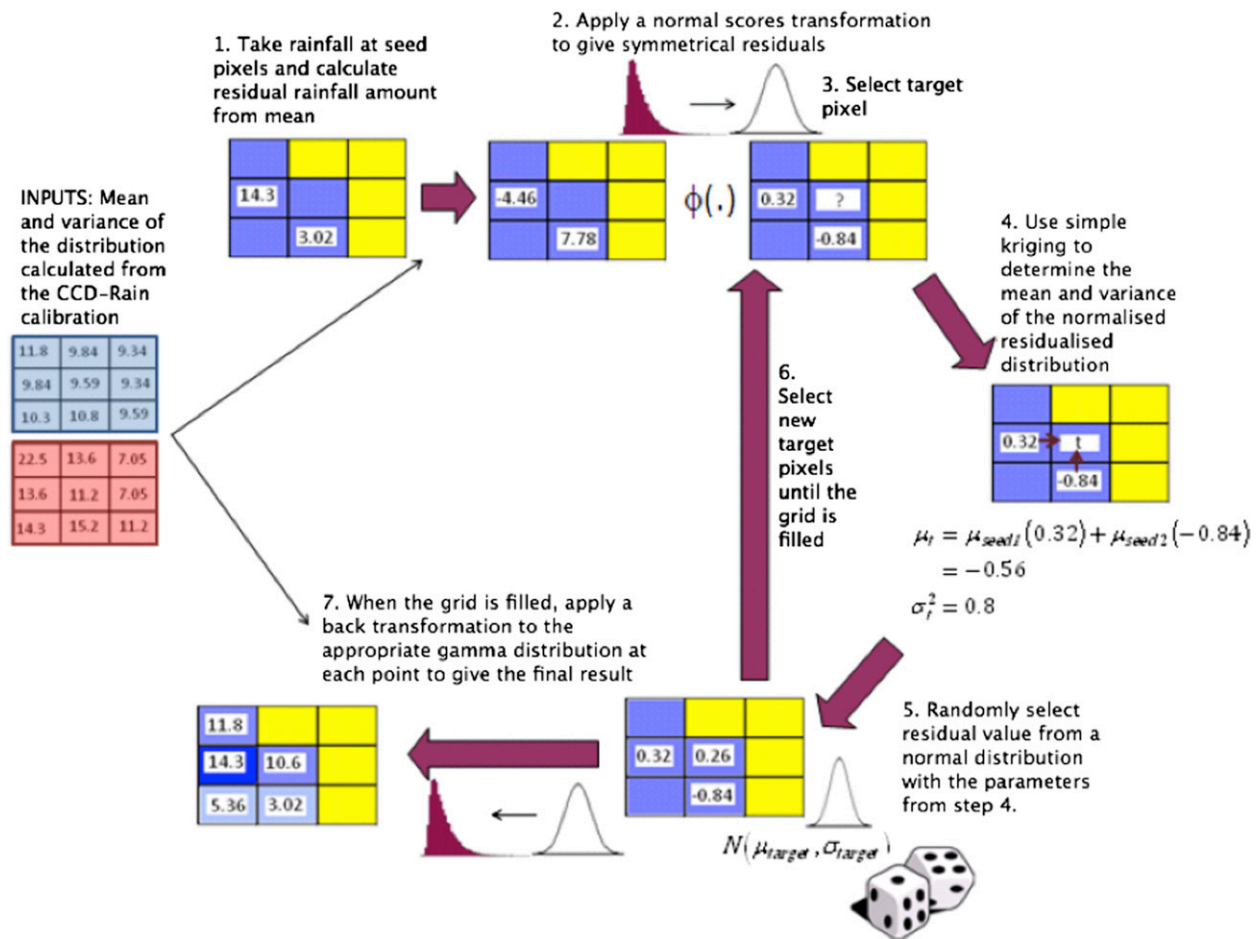 2. Apply a normal scores transformation
to give symmetrical residuals
1. Take rainfall at seed
pixels and calculate
residual rainfall amount
from mean
3. Select target
pixel
14.3
3.02
-4.46
7.78
ϕ(.)
0.32 ?
-0.84
INPUTS: Mean
and variance of
the distribution
calculated from
the CCD-Rain
calibration
11.8 9.84 9.34
9.84 9.59 9.34
10.3 10.8 9.59
22.5 13.6 7.05
13.6 11.2 7.05
14.3 15.2 11.2
4. Use simple
kriging to
determine the
mean and variance
of the normalised
residualised
distribution
0.32 t
-0.84
μt = μseed1(0.32)+ μseed2(-0.84)
= -0.56
σt² = 0.8
6.
Select
new
target
pixels
until the
grid is
filled
5. Randomly select
residual value from a
normal distribution
with the parameters
from step 4.
0.32 0.26
-0.84
N(μtarget,σtarget)
7. When the grid is filled, apply a
back transformation to the
appropriate gamma distribution at
each point to give the final result
11.8
14.3 10.6
5.36 3.02